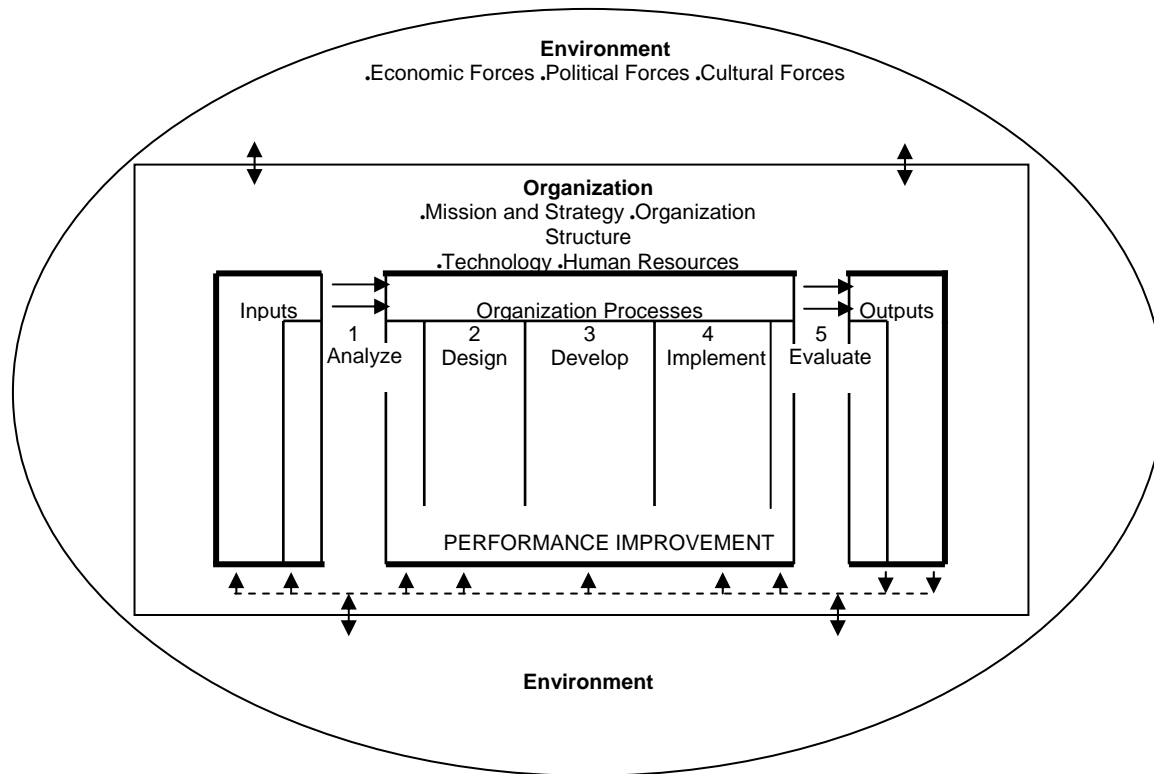 Environment
.Economic Forces .Political Forces .Cultural Forces
Organization
.Mission and Strategy .Organization
Structure
.Technology .Human Resources
Inputs
Organization Processes
Outputs
1
Analyze
2
Design
3
Develop
4
Implement
5
Evaluate
PERFORMANCE IMPROVEMENT
Environment